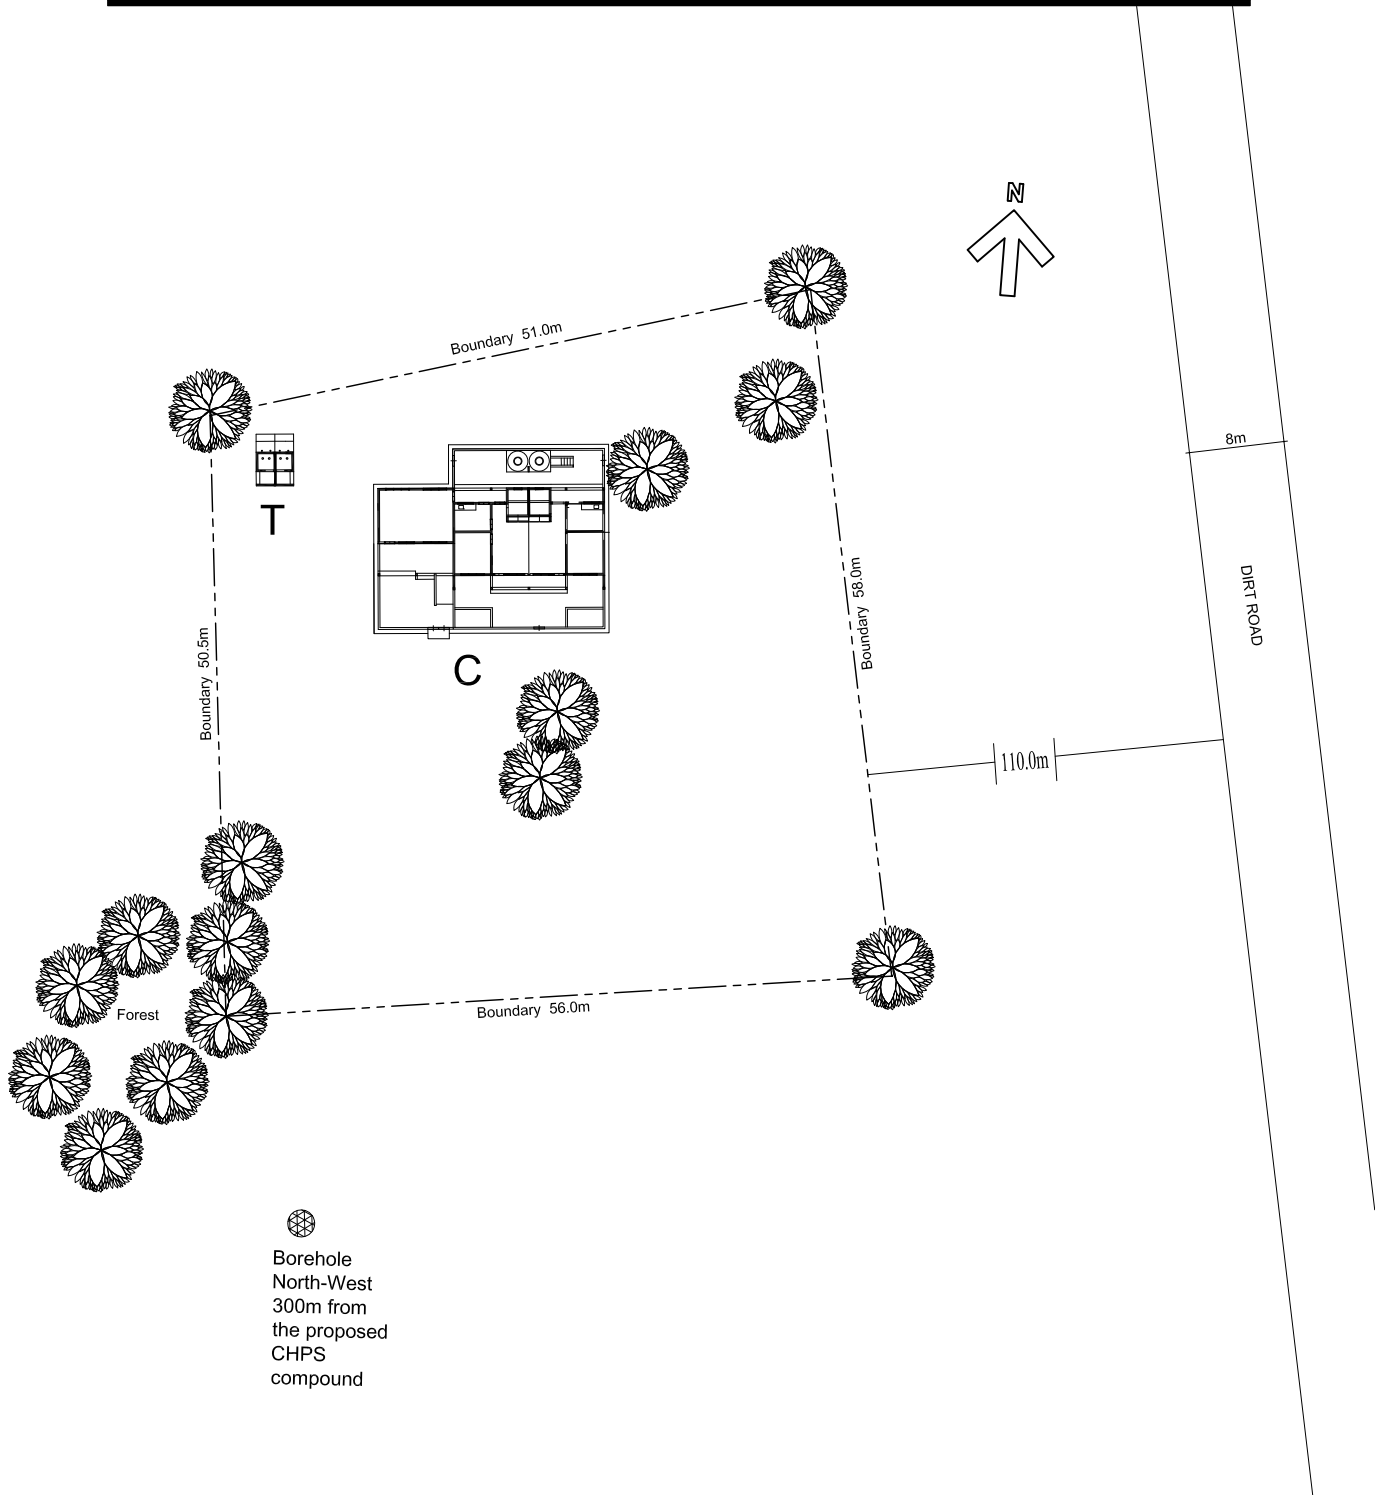 N
Boundary 51.0m
8m
T
DIRT ROAD
Boundary 58.0m
Boundary 50.5m
C
110.0m
Boundary 56.0m
Forest
Borehole
North-West
300m from
the proposed
CHPS
compound